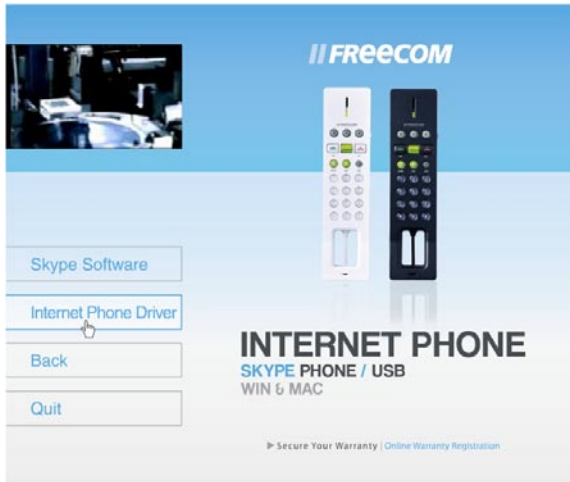 FREECOM
Skype Software
Internet Phone Driver
Back
Quit
INTERNET PHONE
SKYPE PHONE / USB
WIN & MAC
Secure Your Warranty | Online Warranty Registration